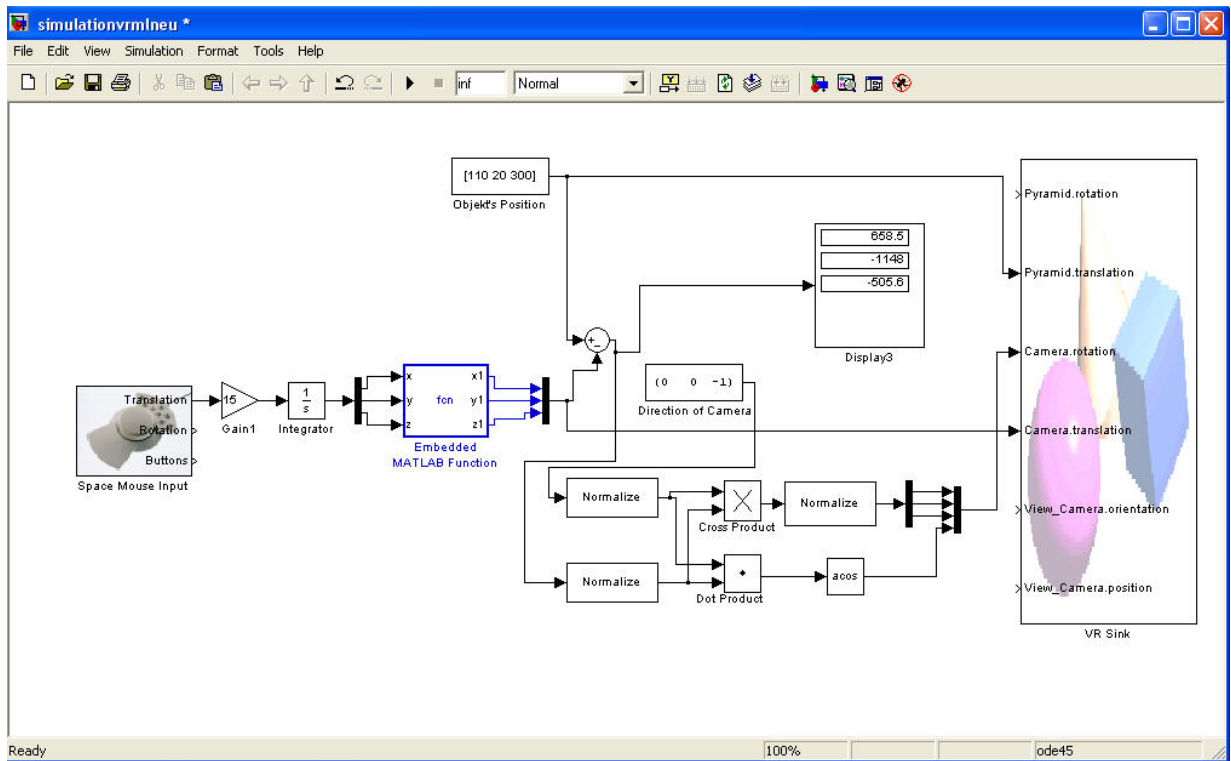 simulationvrmlneu *
File Edit View Simulation Format Tools Help
inf Normal
[110 20 300]
Objekt's Position
Pyramid.rotation
658.5
-1148
-505.6
Display3
Pyramid.translation
Camera.rotation
(0 0 -1)
Direction of Camera
Translation
Rotation
Buttons
Space Mouse Input
15
Gain1
1
s
Integrator
x x1
y fcn y1
z z1
Embedded
MATLAB Function
Camera.translation
Normalize
Cross Product
Normalize
View_Camera.orientation
Normalize
Dot Product
acos
View_Camera.position
VR Sink
Ready 100% ode45